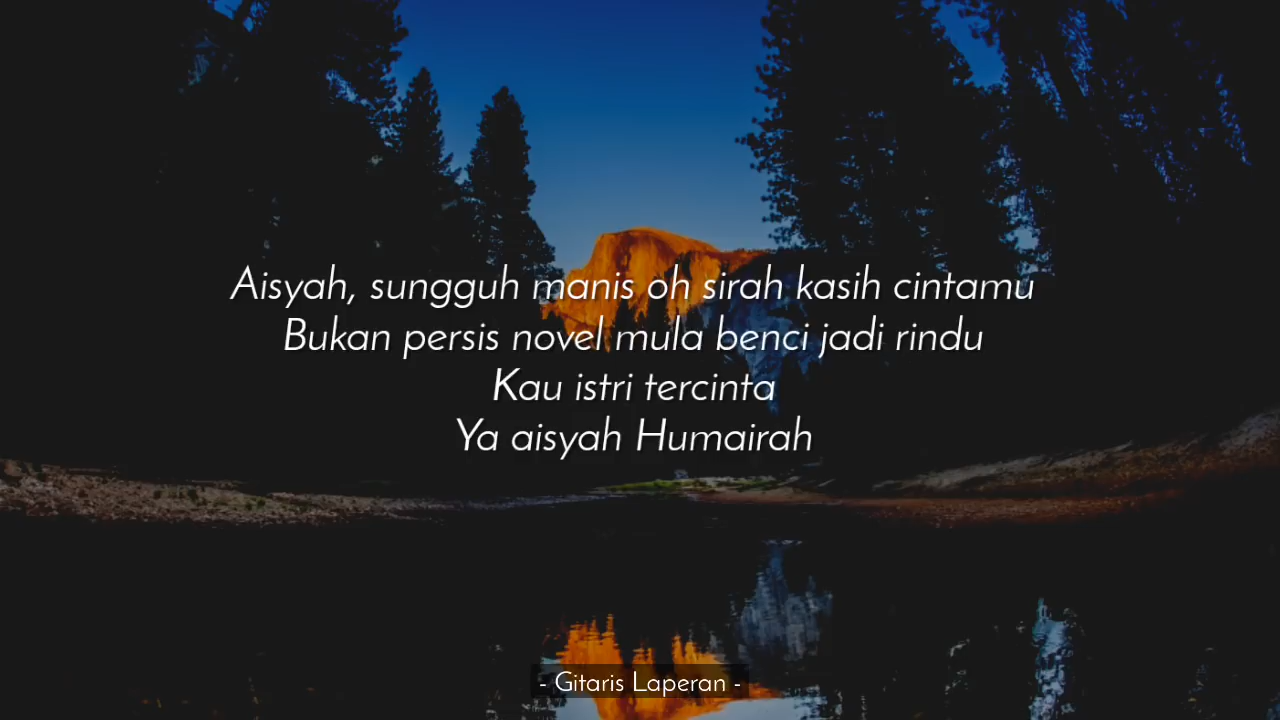 Aisyah, sungguh manis oh sirah kasih cintamu
Bukan persis novel mula benci jadi rindu
Kau istri tercinta
Ya aisyah Humairah
- Gitaris Laperan -